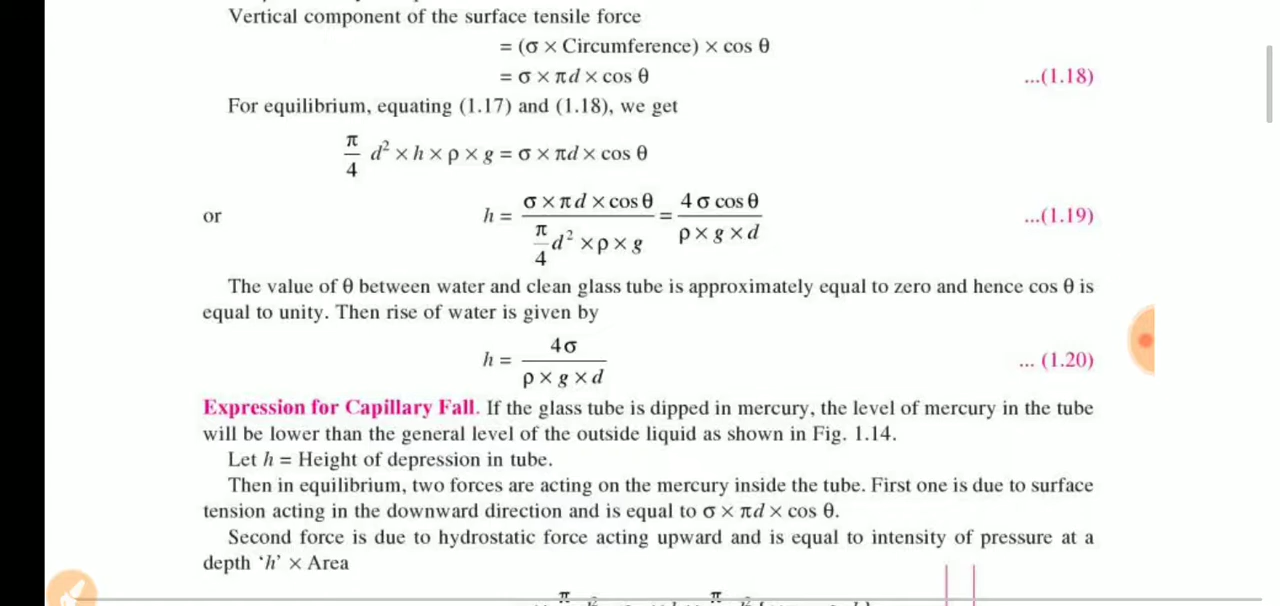 Vertical component of the surface tensile force
= (σ × Circumference) × cos θ
= σ × πd × cos θ ...(1.18)
For equilibrium, equating (1.17) and (1.18), we get
π/4 d² × h × ρ × g = σ × πd × cos θ
or h = (σ × πd × cos θ)/(π/4 d² × ρ × g) = (4 σ cos θ)/(ρ × g × d) ...(1.19)
The value of θ between water and clean glass tube is approximately equal to zero and hence cos θ is
equal to unity. Then rise of water is given by
h = 4σ/(ρ × g × d) ... (1.20)
Expression for Capillary Fall. If the glass tube is dipped in mercury, the level of mercury in the tube
will be lower than the general level of the outside liquid as shown in Fig. 1.14.
Let h = Height of depression in tube.
Then in equilibrium, two forces are acting on the mercury inside the tube. First one is due to surface
tension acting in the downward direction and is equal to σ × πd × cos θ.
Second force is due to hydrostatic force acting upward and is equal to intensity of pressure at a
depth ‘h’ × Area